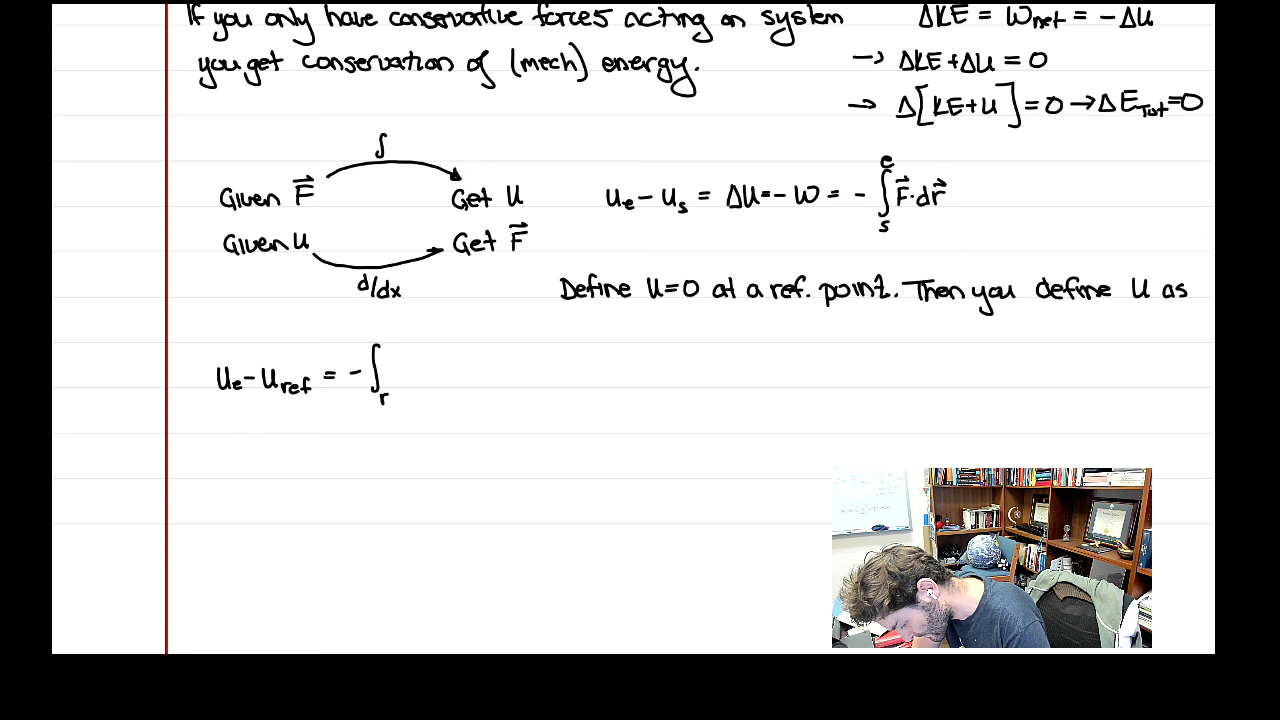 If you only have conservative forces acting on system
you get conservation of (mech) energy.
ΔKE = W_net = -ΔU
→ ΔKE + ΔU = 0
→ Δ[KE + U] = 0 → ΔE_Tot = 0
∫
Given F⃗ Get U
Given U Get F⃗
d/dx
U_e - U_s = ΔU = -W = - ∫_s^e F⃗·dr⃗
Define U=0 at a ref. point. Then you define U as
U_e - U_ref = - ∫_r